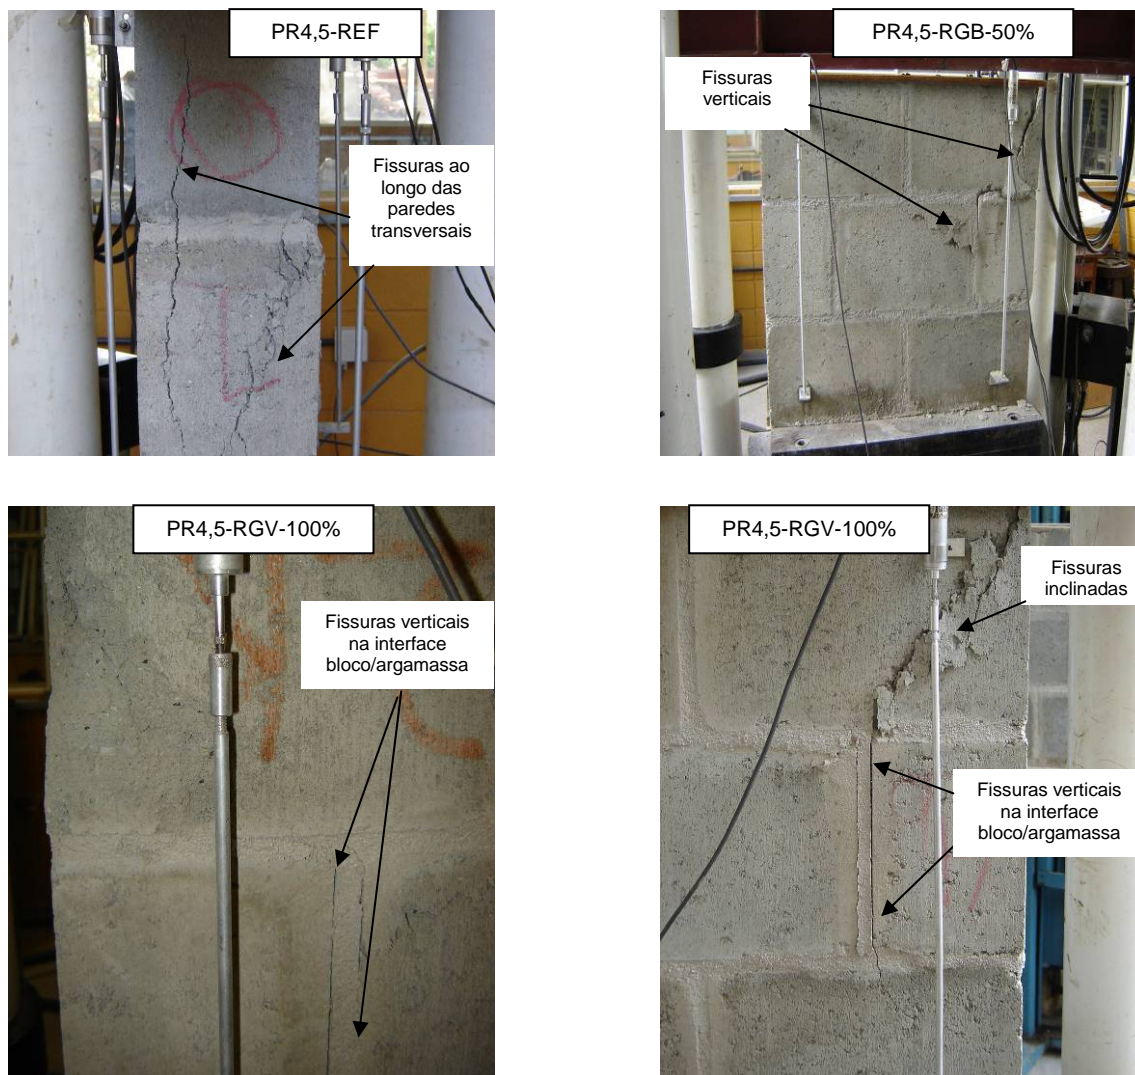 PR4,5-REF
Fissuras ao
longo das
paredes
transversais
PR4,5-RGB-50%
Fissuras
verticais
PR4,5-RGV-100%
Fissuras verticais
na interface
bloco/argamassa
PR4,5-RGV-100%
Fissuras
inclinadas
Fissuras verticais
na interface
bloco/argamassa